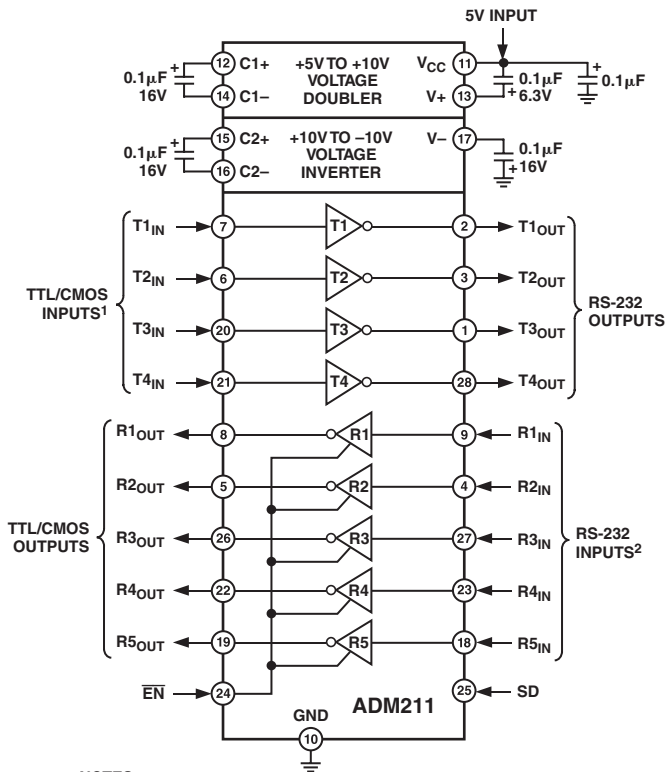 5V INPUT
0.1μF
16V
12 C1+
14 C1–
+5V TO +10V
VOLTAGE
DOUBLER
VCC 11
V+ 13
0.1μF
6.3V
0.1μF
0.1μF
16V
15 C2+
16 C2–
+10V TO –10V
VOLTAGE
INVERTER
V– 17
0.1μF
16V
TTL/CMOS
INPUTS1
T1IN 7 T1 2 T1OUT
T2IN 6 T2 3 T2OUT
T3IN 20 T3 1 T3OUT
T4IN 21 T4 28 T4OUT
RS-232
OUTPUTS
TTL/CMOS
OUTPUTS
R1OUT 8 R1 9 R1IN
R2OUT 5 R2 4 R2IN
R3OUT 26 R3 27 R3IN
R4OUT 22 R4 23 R4IN
R5OUT 19 R5 18 R5IN
RS-232
INPUTS2
EN 24
25 SD
ADM211
GND
10